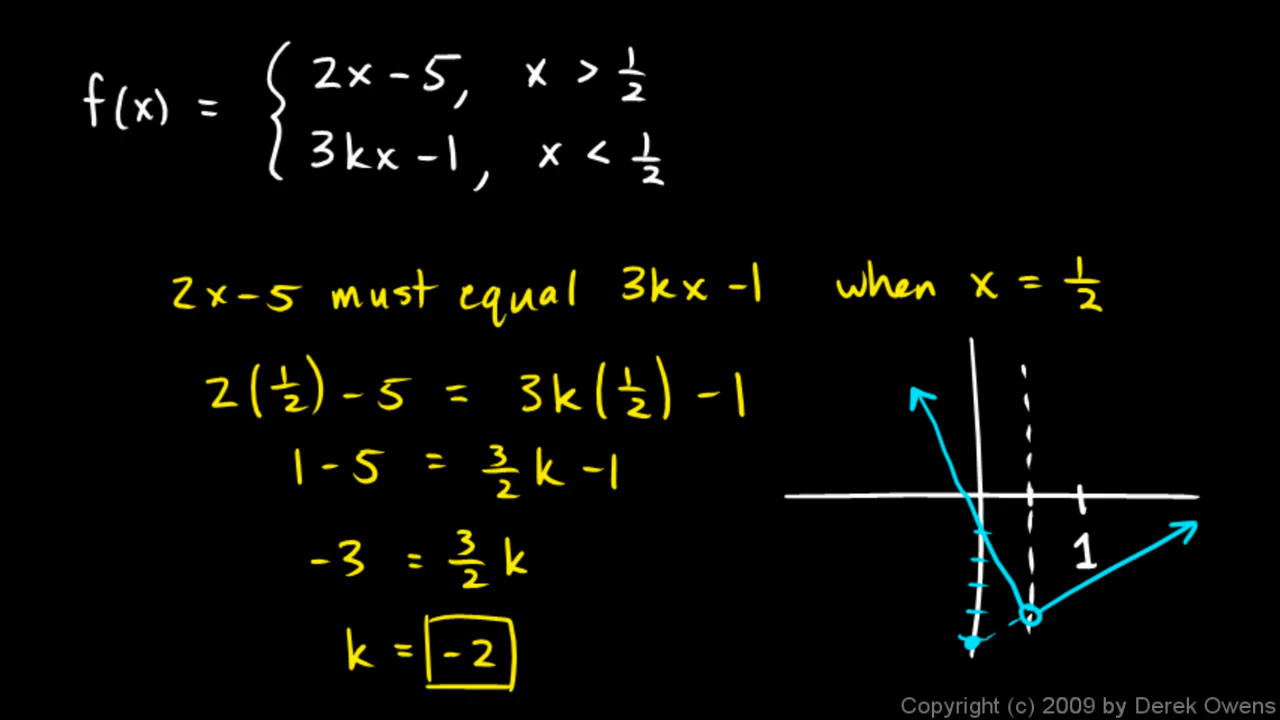 f(x) = { 2x - 5, x > 1/2
3kx - 1, x < 1/2
2x - 5 must equal 3kx - 1 when x = 1/2
2(1/2) - 5 = 3k(1/2) - 1
1 - 5 = 3/2 k - 1
-3 = 3/2 k
k = -2
1
Copyright (c) 2009 by Derek Owens